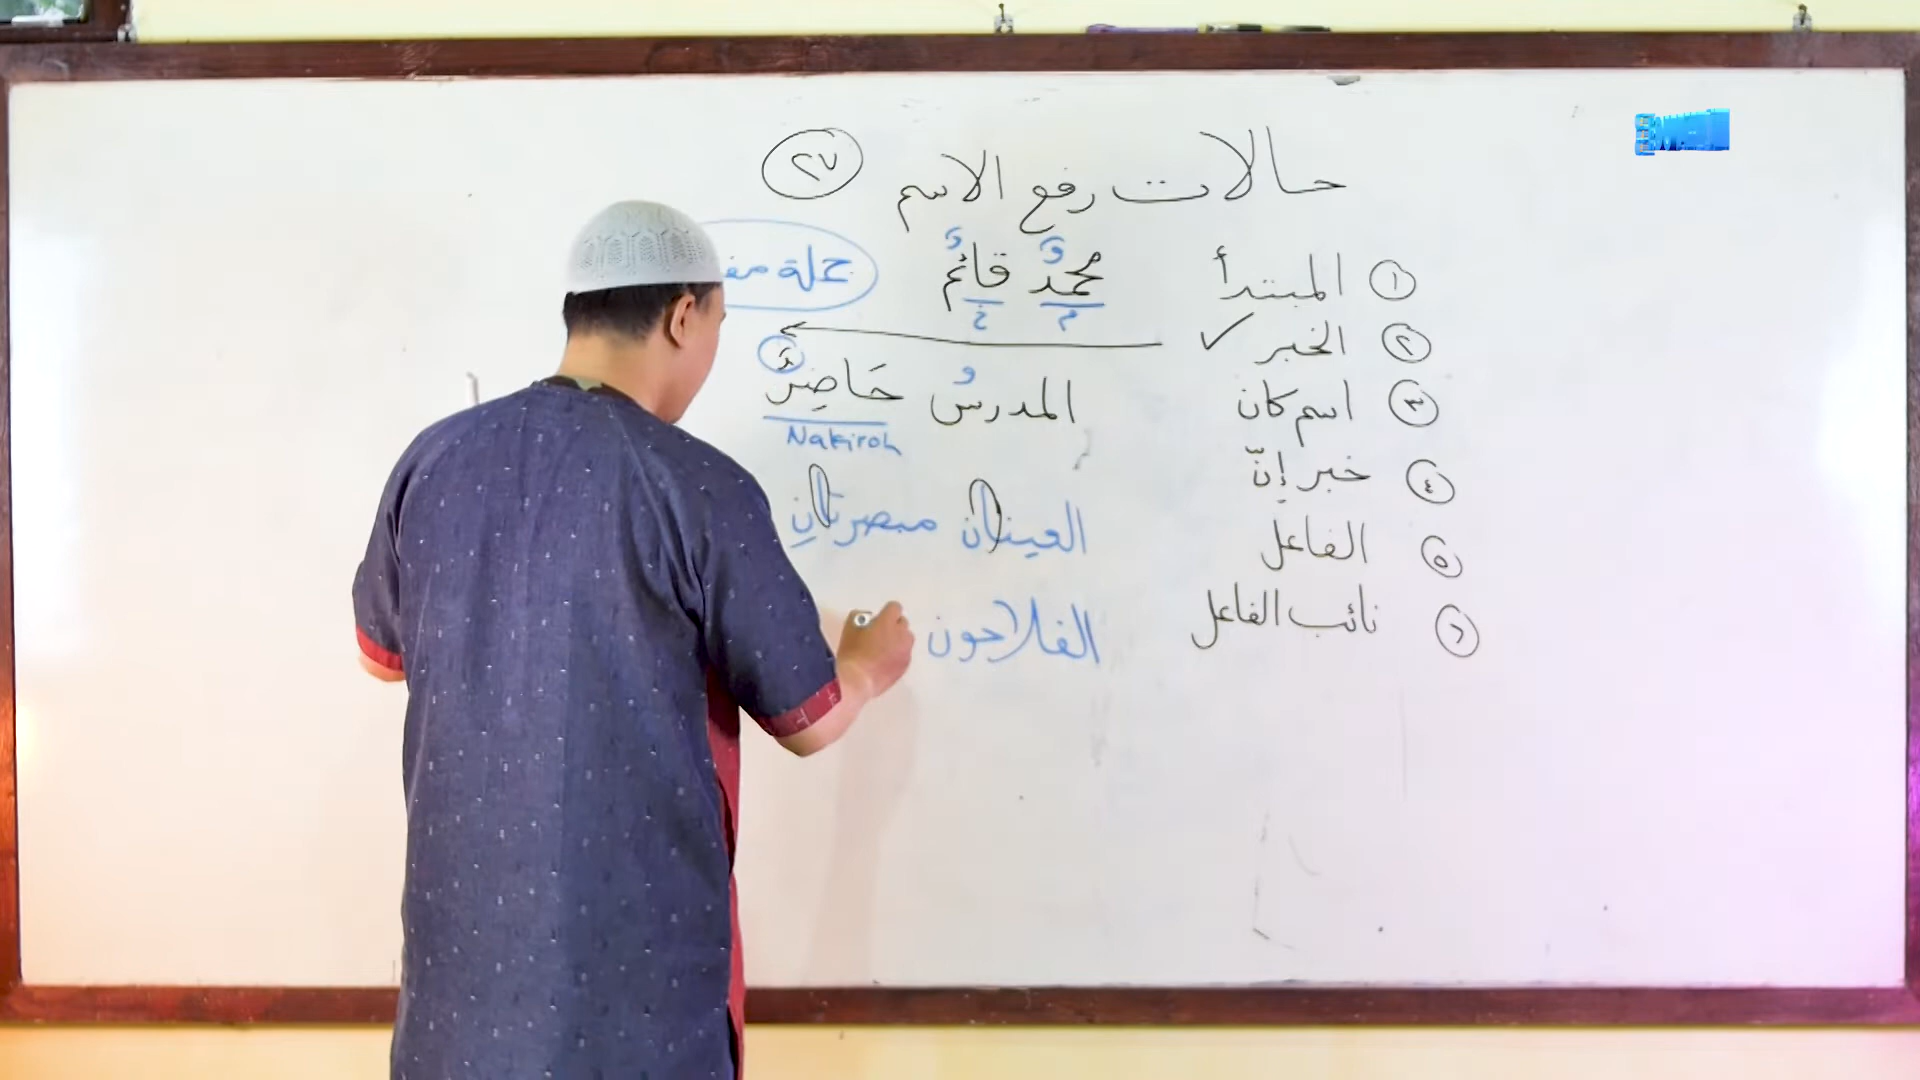 حالات رفع الاسم ٢٧
١ المبتدأ
٢ الخبر ✓
٣ اسم كان
٤ خبر إنّ
٥ الفاعل
٦ نائب الفاعل
محمد قائم
م خ
المدرس حَاضِرٌ
Nakiroh
العينان مبصرتانِ
الفلاحون